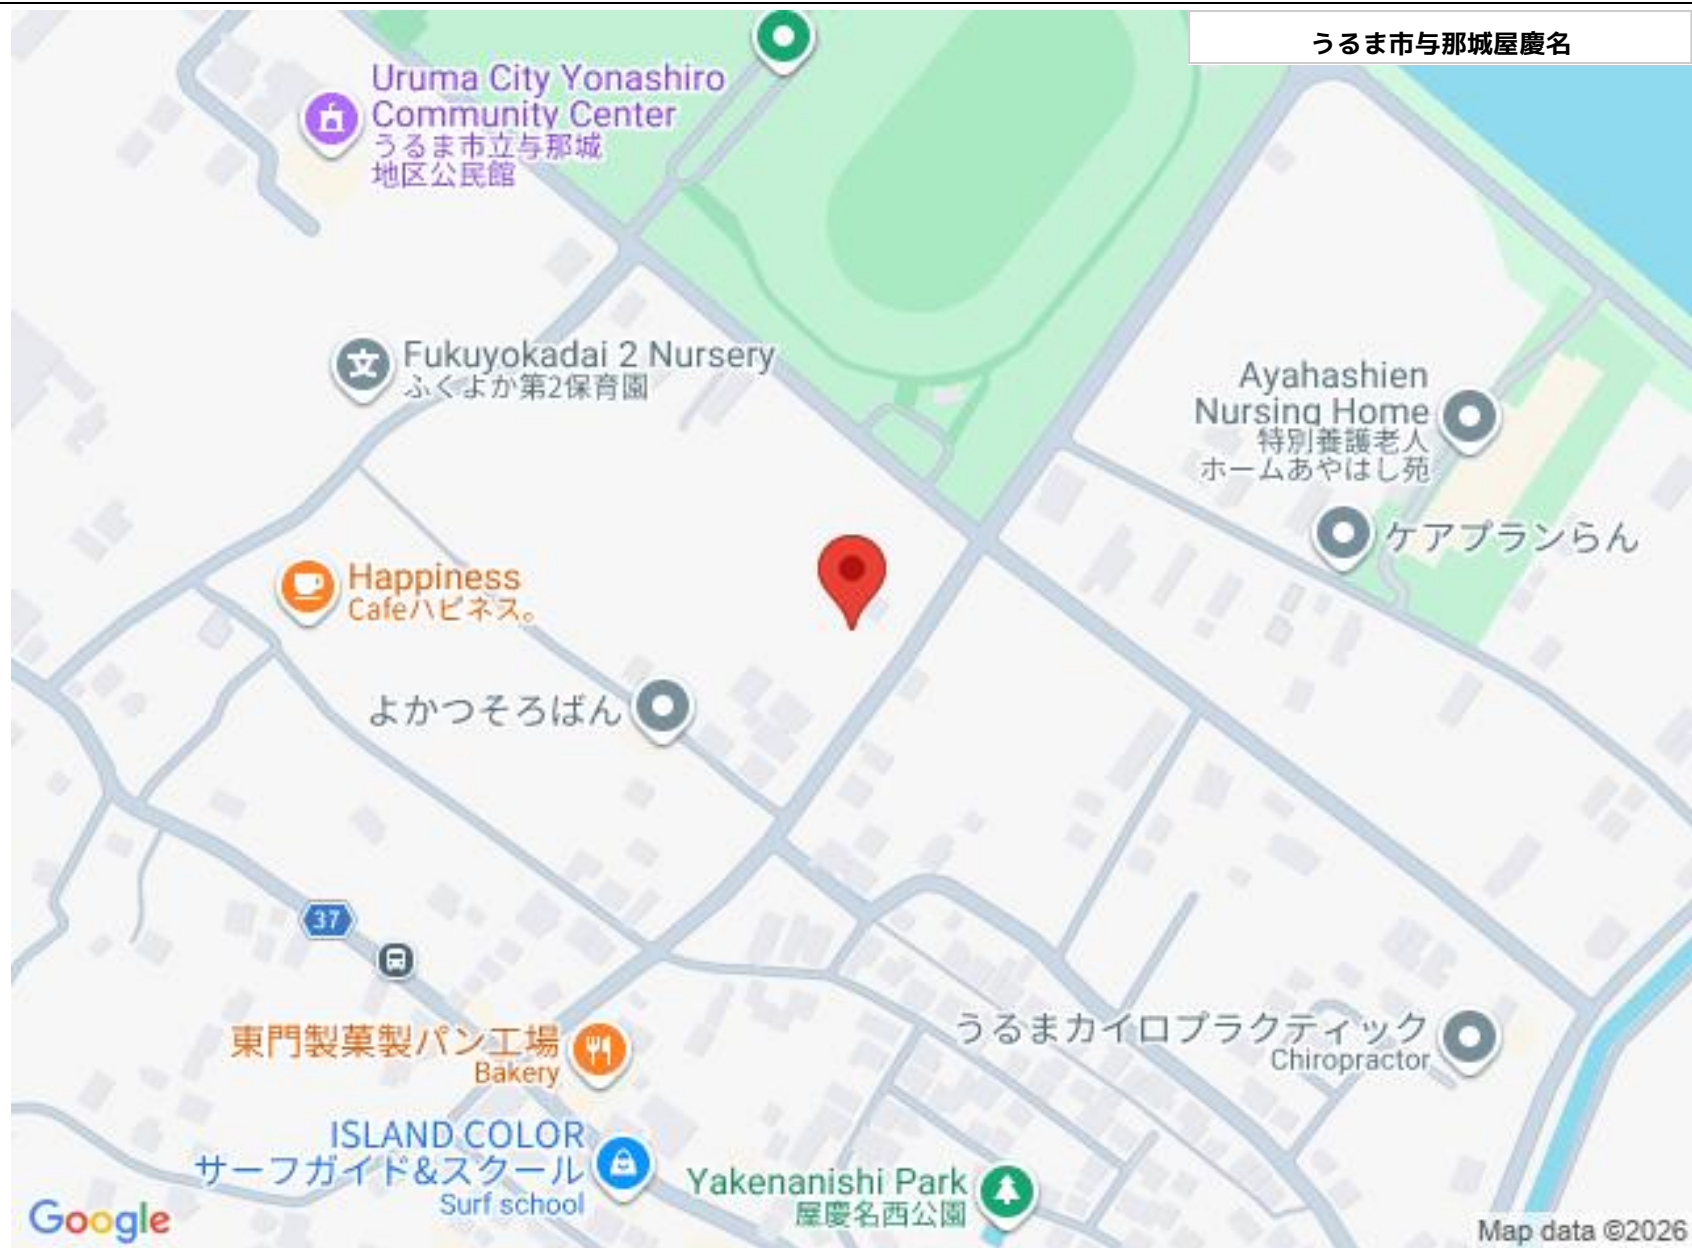 うるま市与那城屋慶名
Uruma City Yonashiro
Community Center
うるま市立与那城
地区公民館
Fukuyokadai 2 Nursery
ふくよか第2保育園
Ayahashien
Nursing Home
特別養護老人
ホームあやはし苑
ケアプランらん
Happiness
Cafeハピネス。
よかつそろばん
37
東門製菓製パン工場
Bakery
うるまカイロプラクティック
Chiropractor
ISLAND COLOR
サーフガイド&スクール
Surf school
Yakenanishi Park
屋慶名西公園
Google
Map data ©2026